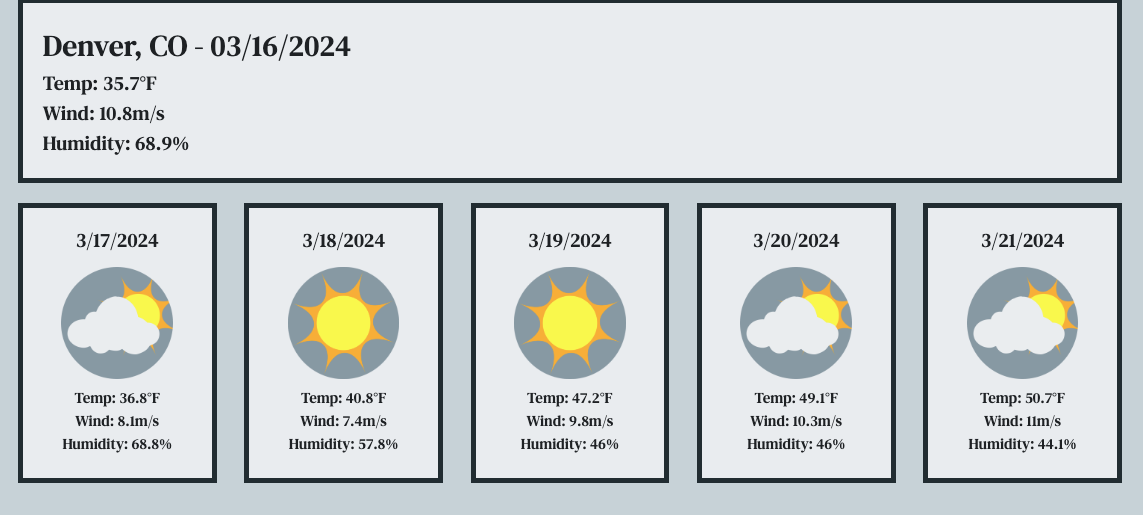 Denver, CO - 03/16/2024
Temp: 35.7°F
Wind: 10.8m/s
Humidity: 68.9%
3/17/2024
Temp: 36.8°F
Wind: 8.1m/s
Humidity: 68.8%
3/18/2024
Temp: 40.8°F
Wind: 7.4m/s
Humidity: 57.8%
3/19/2024
Temp: 47.2°F
Wind: 9.8m/s
Humidity: 46%
3/20/2024
Temp: 49.1°F
Wind: 10.3m/s
Humidity: 46%
3/21/2024
Temp: 50.7°F
Wind: 11m/s
Humidity: 44.1%